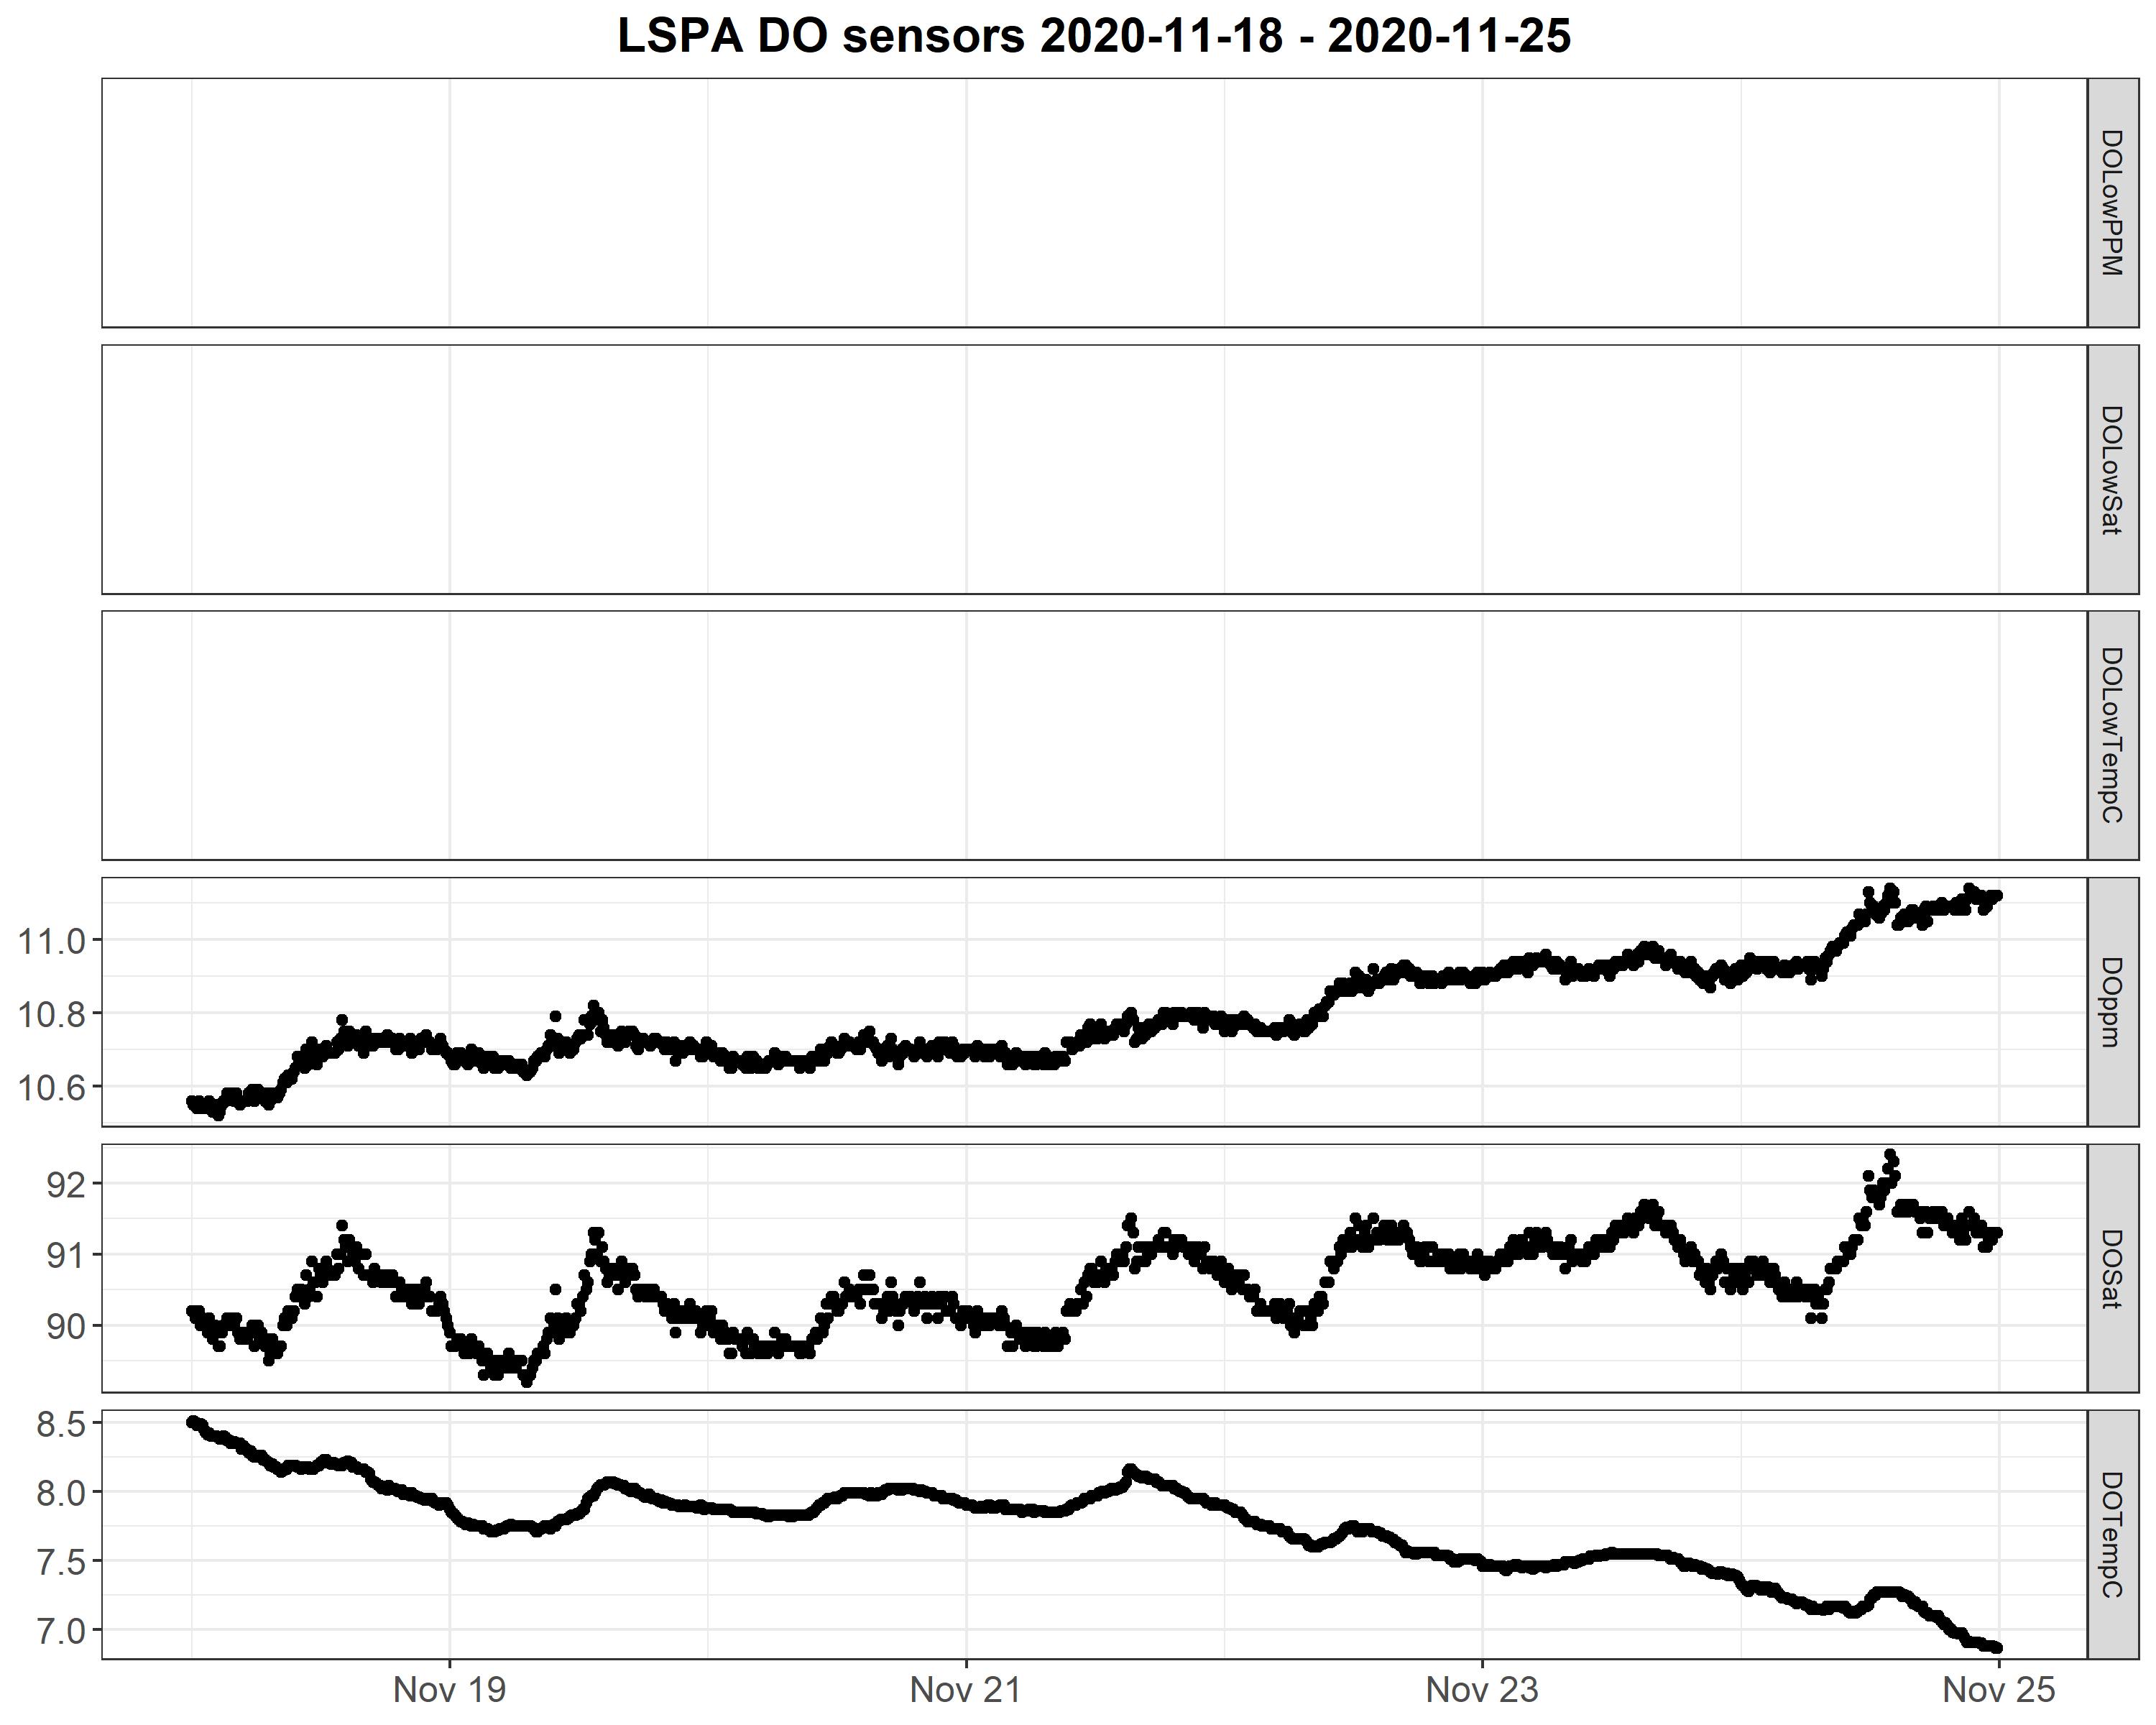 LSPA DO sensors 2020-11-18 - 2020-11-25
DOLowPPM
DOLowSat
DOLowTempC
11.0
10.8
10.6
DOppm
92
91
90
DOSat
8.5
8.0
7.5
7.0
DOTempC
Nov 19 Nov 21 Nov 23 Nov 25